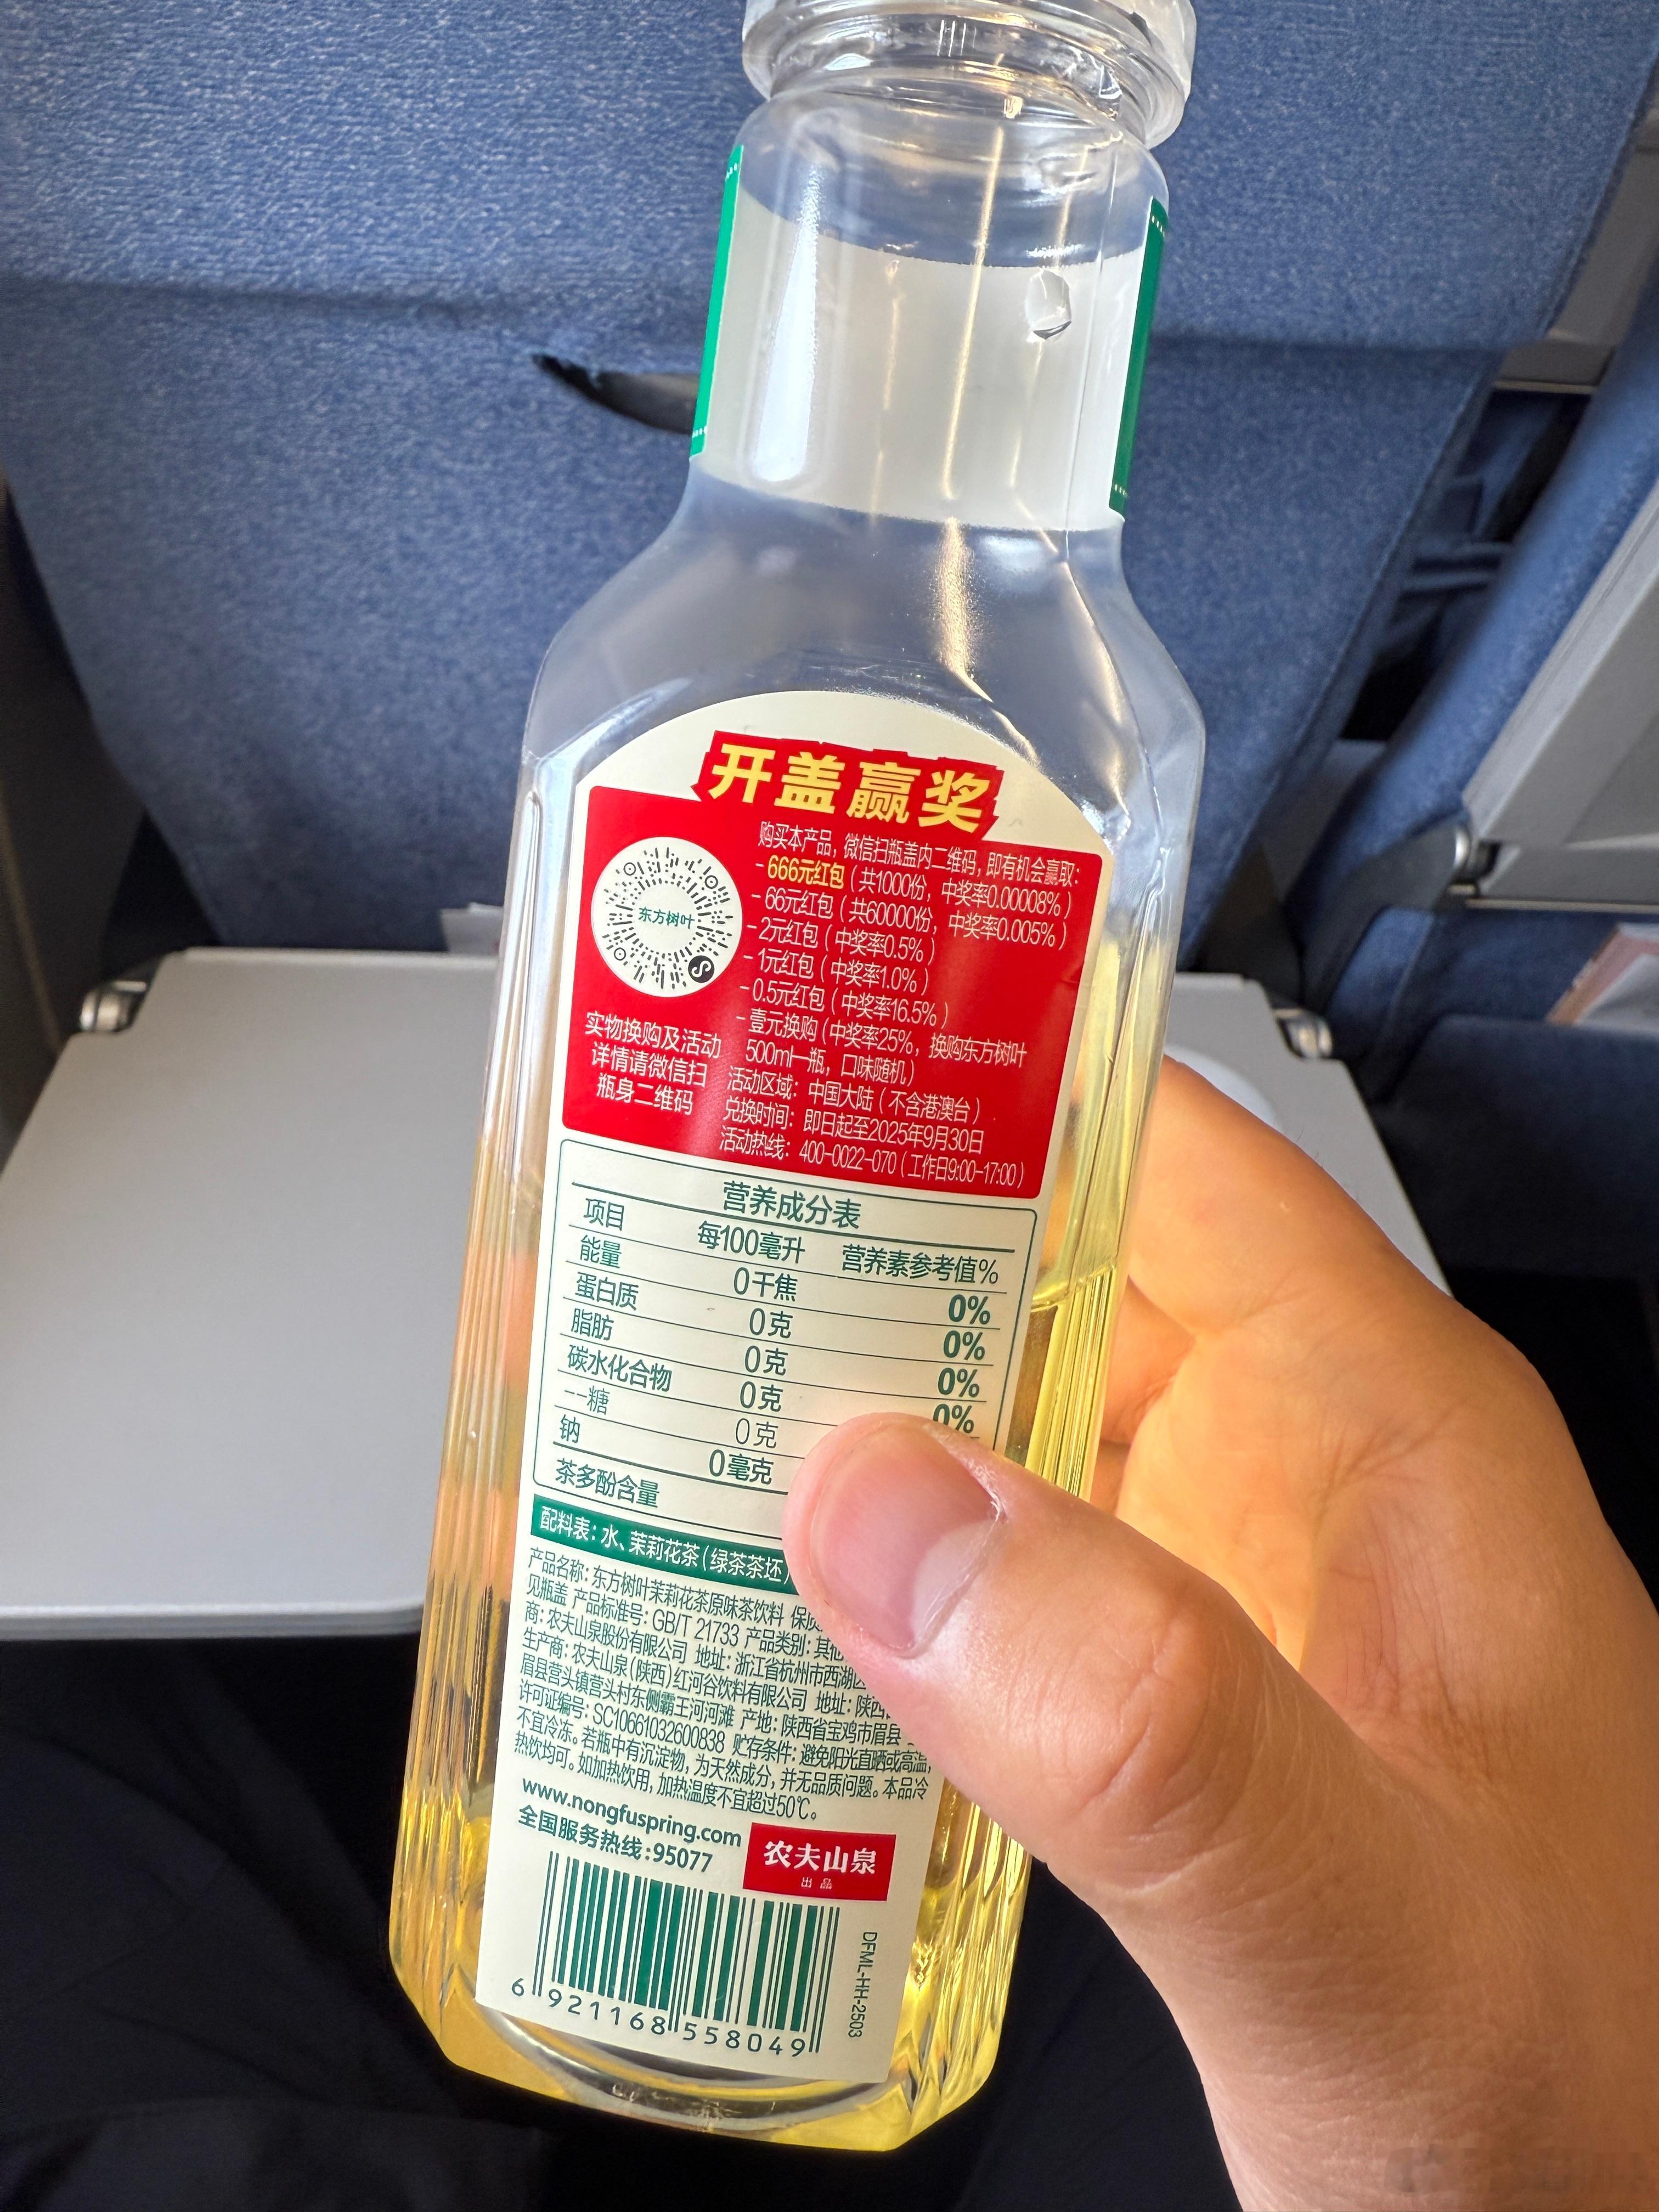 开盖赢奖
购买本产品，微信扫瓶盖内二维码，即有机会赢取：
-666元红包（共1000份，中奖率0.00008%）
-66元红包（共60000份，中奖率0.005%）
-2元红包（中奖率0.5%）
-1元红包（中奖率1.0%）
-0.5元红包（中奖率16.5%）
-壹元换购（中奖率25%，换购东方树叶
500ml一瓶，口味随机）
活动区域：中国大陆（不含港澳台）
兑换时间：即日起至2025年9月30日
活动热线：400-0022-070（工作日9:00-17:00）
东方树叶
实物换购及活动
详情请微信扫
瓶身二维码
营养成分表
项目 每100毫升 营养素参考值%
能量 0千焦 0%
蛋白质 0克 0%
脂肪 0克 0%
碳水化合物 0克 0%
--糖 0克
钠 0毫克
茶多酚含量
配料表：水、茉莉花茶（绿茶茶坯）
产品名称：东方树叶茉莉花茶原味茶饮料 保质
见瓶盖 产品标准号：GB/T 21733 产品类别：其他
商：农夫山泉股份有限公司 地址：浙江省杭州市西湖区
生产商：农夫山泉（陕西）红河谷饮料有限公司 地址：陕西
眉县营头镇营头村东侧霸王河河滩 产地：陕西省宝鸡市眉县
许可证编号：SC10661032600838 贮存条件：避免阳光直晒或高温，
不宜冷冻。若瓶中有沉淀物，为天然成分，并无品质问题。本品冷
热饮均可。如加热饮用，加热温度不宜超过50℃。
www.nongfuspring.com
全国服务热线：95077
农夫山泉
出品
6 921168 558049
DFML-HH-2503